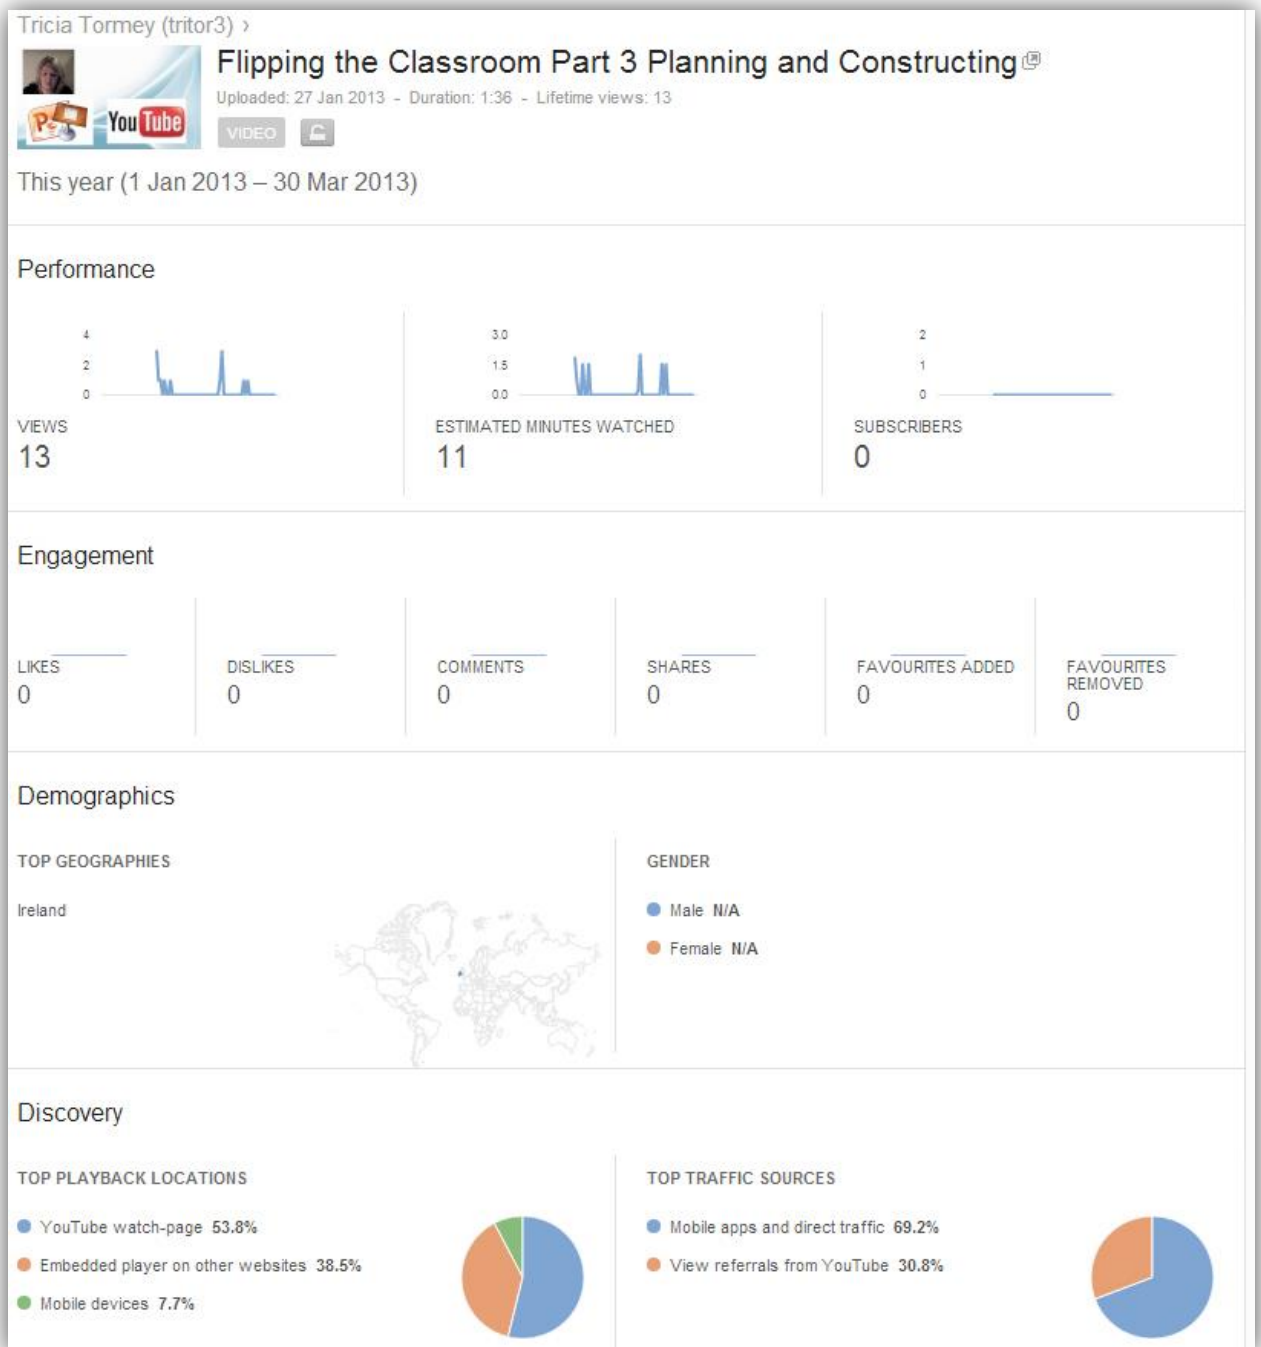 Tricia Tormey (tritor3) ›
Flipping the Classroom Part 3 Planning and Constructing
Uploaded: 27 Jan 2013 - Duration: 1:36 - Lifetime views: 13
P
YouTube
VIDEO
This year (1 Jan 2013 – 30 Mar 2013)
Performance
4
2
0
VIEWS
13
3.0
1.5
0.0
ESTIMATED MINUTES WATCHED
11
2
1
0
SUBSCRIBERS
0
Engagement
LIKES
0
DISLIKES
0
COMMENTS
0
SHARES
0
FAVOURITES ADDED
0
FAVOURITES
REMOVED
0
Demographics
TOP GEOGRAPHIES
Ireland
GENDER
Male N/A
Female N/A
Discovery
TOP PLAYBACK LOCATIONS
YouTube watch-page 53.8%
Embedded player on other websites 38.5%
Mobile devices 7.7%
TOP TRAFFIC SOURCES
Mobile apps and direct traffic 69.2%
View referrals from YouTube 30.8%